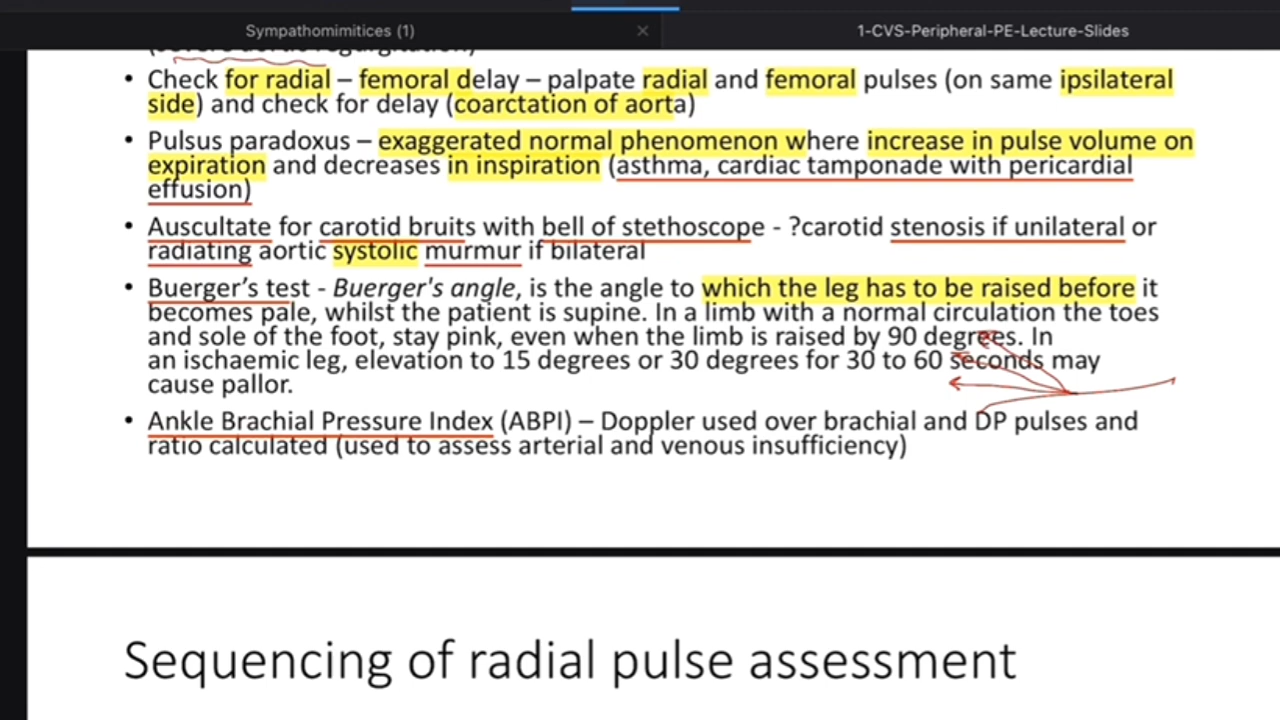 Sympathomimitices (1)
1-CVS-Peripheral-PE-Lecture-Slides
(severe aortic regurgitation)
• Check for radial – femoral delay – palpate radial and femoral pulses (on same ipsilateral
side) and check for delay (coarctation of aorta)
• Pulsus paradoxus – exaggerated normal phenomenon where increase in pulse volume on
expiration and decreases in inspiration (asthma, cardiac tamponade with pericardial
effusion)
• Auscultate for carotid bruits with bell of stethoscope - ?carotid stenosis if unilateral or
radiating aortic systolic murmur if bilateral
• Buerger’s test - Buerger's angle, is the angle to which the leg has to be raised before it
becomes pale, whilst the patient is supine. In a limb with a normal circulation the toes
and sole of the foot, stay pink, even when the limb is raised by 90 degrees. In
an ischaemic leg, elevation to 15 degrees or 30 degrees for 30 to 60 seconds may
cause pallor.
• Ankle Brachial Pressure Index (ABPI) – Doppler used over brachial and DP pulses and
ratio calculated (used to assess arterial and venous insufficiency)
Sequencing of radial pulse assessment